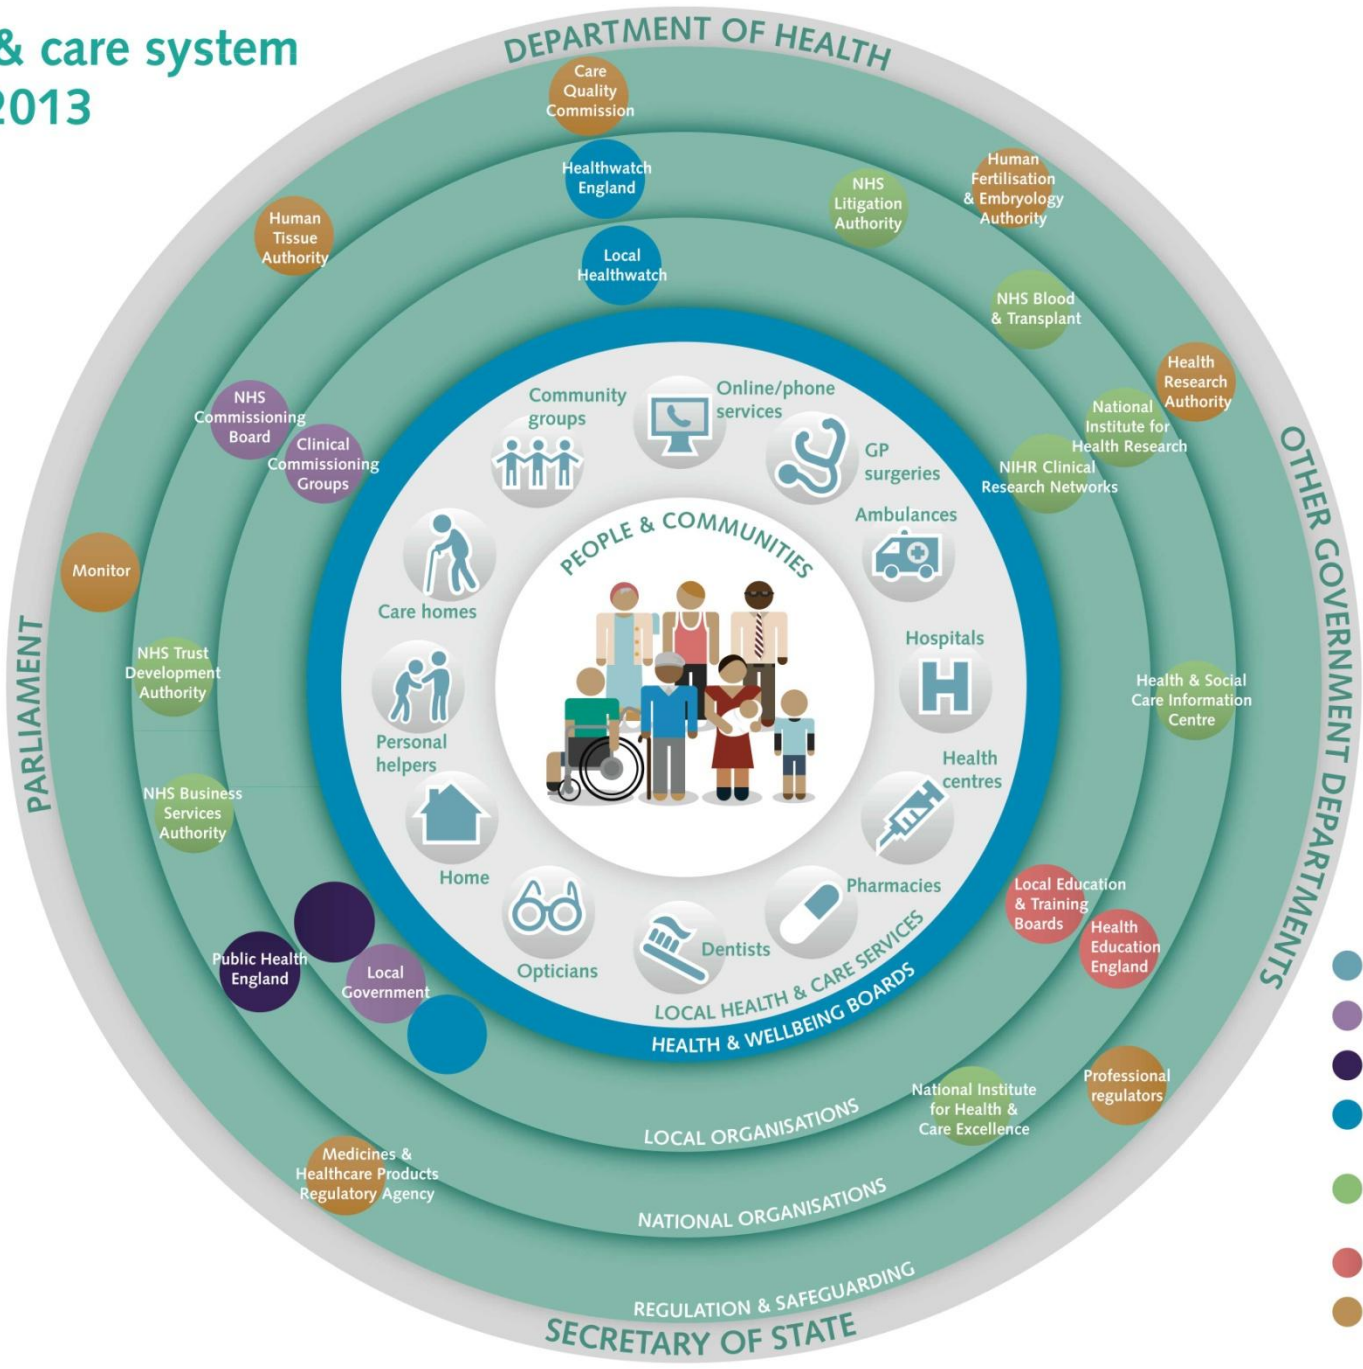 & care system
2013
DEPARTMENT OF HEALTH
Care
Quality
Commission
Healthwatch
England
Local
Healthwatch
Human
Tissue
Authority
NHS
Litigation
Authority
Human
Fertilisation
& Embryology
Authority
NHS Blood
& Transplant
Health
Research
Authority
National
Institute for
Health Research
NIHR Clinical
Research Networks
NHS
Commissioning
Board
Clinical
Commissioning
Groups
Community
groups
Online/phone
services
GP
surgeries
Ambulances
PEOPLE & COMMUNITIES
Care homes
Hospitals
Monitor
PARLIAMENT
OTHER GOVERNMENT DEPARTMENTS
NHS Trust
Development
Authority
Health & Social
Care Information
Centre
Personal
helpers
Health
centres
NHS Business
Services
Authority
Home
Pharmacies
Opticians
Dentists
Local Education
& Training
Boards
Health
Education
England
Public Health
England
Local
Government
LOCAL HEALTH & CARE SERVICES
HEALTH & WELLBEING BOARDS
National Institute
for Health &
Care Excellence
Professional
regulators
LOCAL ORGANISATIONS
Medicines &
Healthcare Products
Regulatory Agency
NATIONAL ORGANISATIONS
REGULATION & SAFEGUARDING
SECRETARY OF STATE